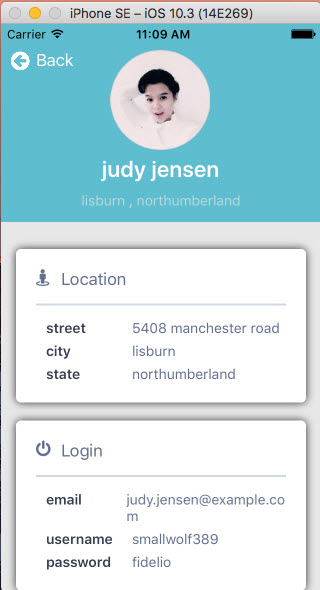 iPhone SE – iOS 10.3 (14E269)
Carrier 11:09 AM
Back
judy jensen
lisburn , northumberland
Location
street 5408 manchester road
city lisburn
state northumberland
Login
email judy.jensen@example.co
m
username smallwolf389
password fidelio